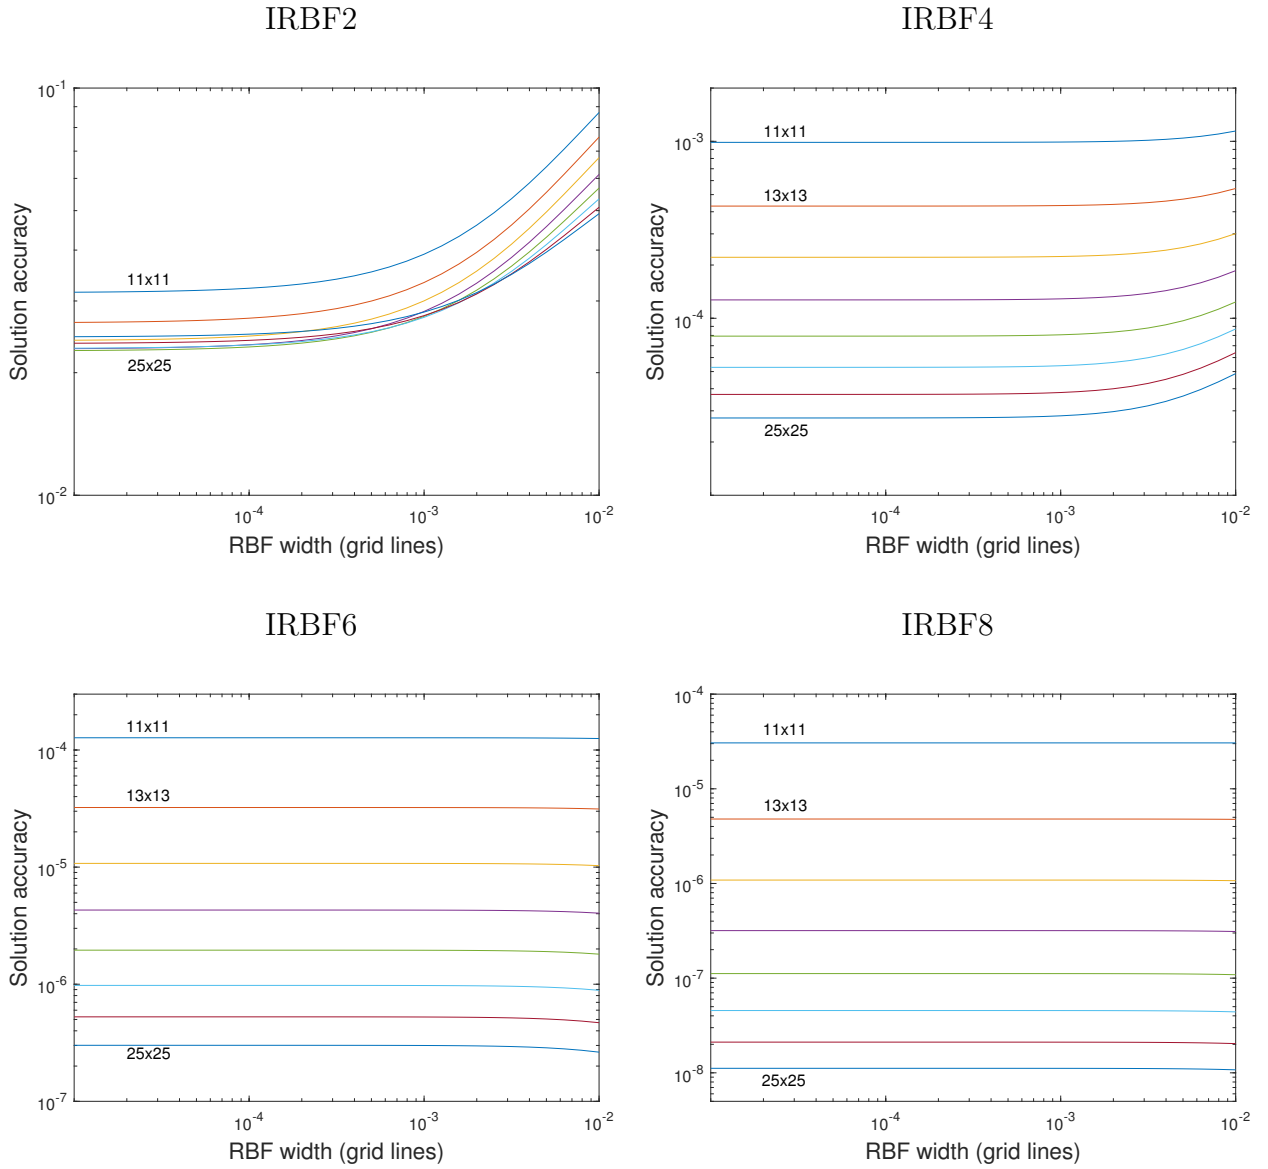 IRBF2
10^-1
11x11
25x25
10^-2
10^-4
10^-3
10^-2
Solution accuracy
RBF width (grid lines)
IRBF4
11x11
10^-3
13x13
10^-4
25x25
10^-4
10^-3
10^-2
Solution accuracy
RBF width (grid lines)
IRBF6
11x11
10^-4
13x13
10^-5
10^-6
25x25
10^-7
10^-4
10^-3
10^-2
Solution accuracy
RBF width (grid lines)
IRBF8
10^-4
11x11
10^-5
13x13
10^-6
10^-7
10^-8
25x25
10^-4
10^-3
10^-2
Solution accuracy
RBF width (grid lines)